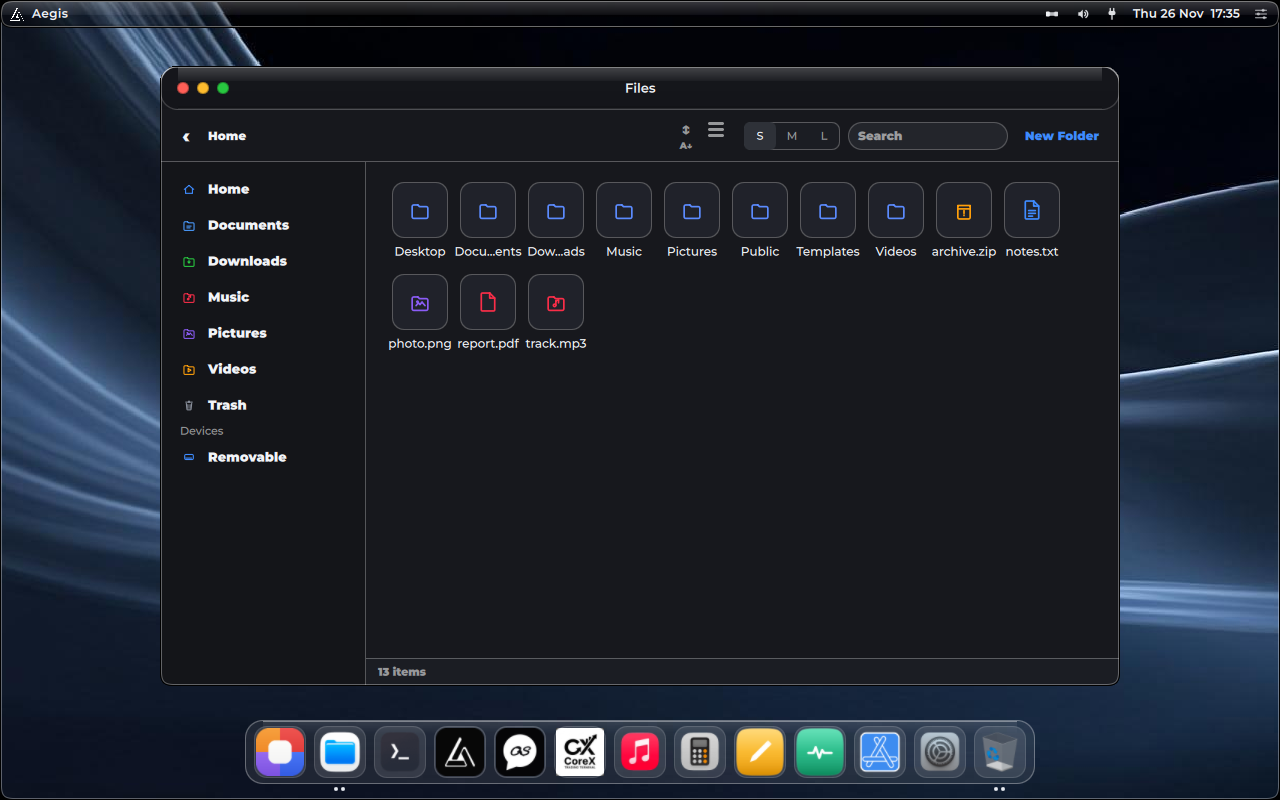 Aegis
Thu 26 Nov 17:35
Files
Home
A+
S M L
Search
New Folder
Home
Documents
Downloads
Music
Pictures
Videos
Trash
Devices
Removable
Desktop Docu...ents Dow...ads Music Pictures Public Templates Videos archive.zip notes.txt
photo.png report.pdf track.mp3
13 items
as
CX
CoreX